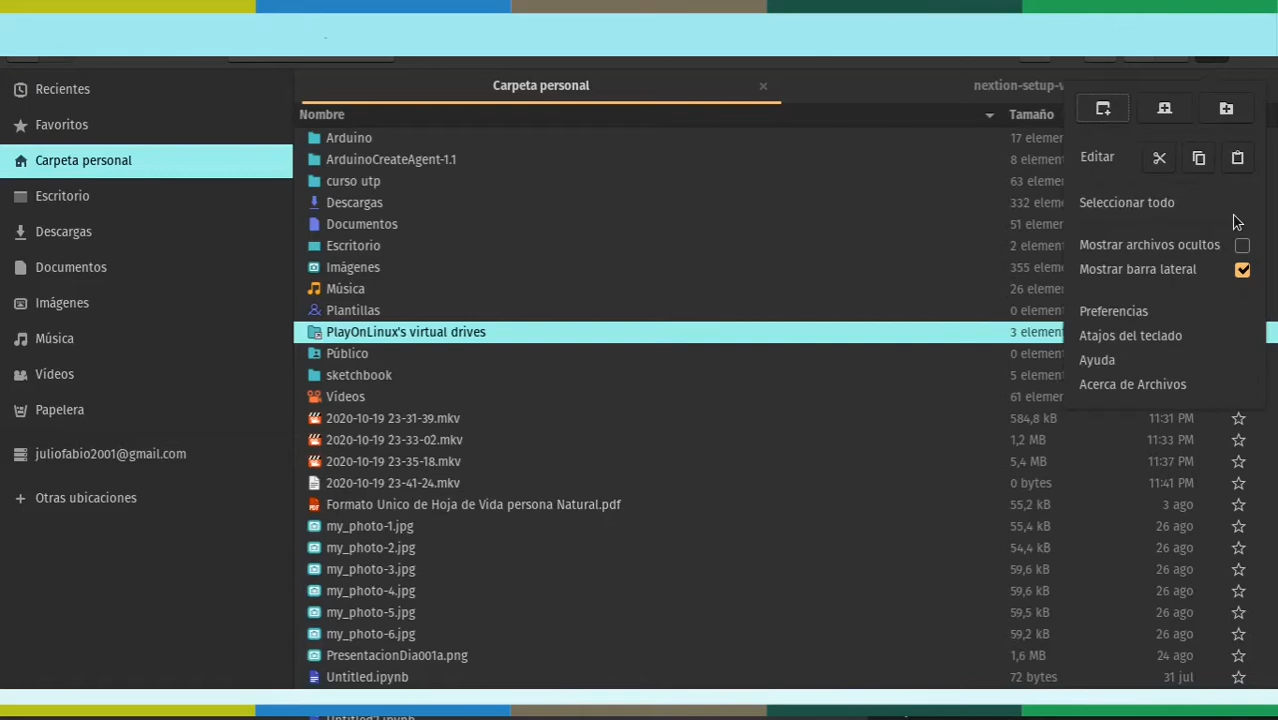 Carpeta personal
nextion-setup-v
Recientes
Favoritos
Carpeta personal
Escritorio
Descargas
Documentos
Imágenes
Música
Vídeos
Papelera
juliofabio2001@gmail.com
Otras ubicaciones
Nombre Tamaño
Arduino 17 eleme
ArduinoCreateAgent-1.1 8 elemen
curso utp 63 eleme
Descargas 332 eleme
Documentos 51 eleme
Escritorio 2 elemen
Imágenes 355 eleme
Música 26 eleme
Plantillas 0 elemen
PlayOnLinux's virtual drives 3 elemen
Público 0 elemen
sketchbook 5 elemen
Vídeos 61 eleme
2020-10-19 23-31-39.mkv 584,8 kB 11:31 PM
2020-10-19 23-33-02.mkv 1,2 MB 11:33 PM
2020-10-19 23-35-18.mkv 5,4 MB 11:37 PM
2020-10-19 23-41-24.mkv 0 bytes 11:41 PM
Formato Unico de Hoja de Vida persona Natural.pdf 55,2 kB 3 ago
my_photo-1.jpg 55,4 kB 26 ago
my_photo-2.jpg 54,4 kB 26 ago
my_photo-3.jpg 59,6 kB 26 ago
my_photo-4.jpg 59,6 kB 26 ago
my_photo-5.jpg 59,5 kB 26 ago
my_photo-6.jpg 59,2 kB 26 ago
PresentacionDia001a.png 1,6 MB 24 ago
Untitled.ipynb 72 bytes 31 jul
Editar
Seleccionar todo
Mostrar archivos ocultos
Mostrar barra lateral
Preferencias
Atajos del teclado
Ayuda
Acerca de Archivos